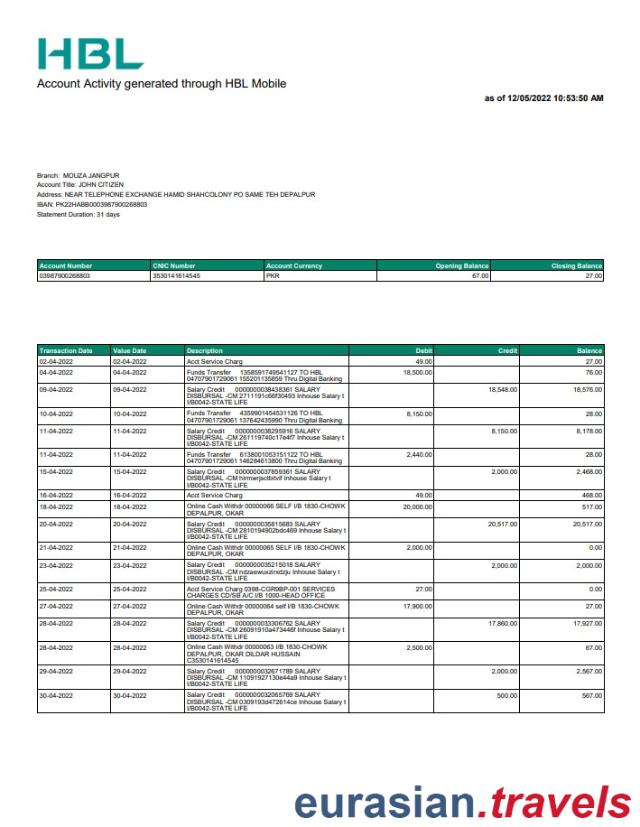 HBL
Account Activity generated through HBL Mobile
as of 12/05/2022 10:53:50 AM
Branch: MOUZA JANGPUR
Account Title: JOHN CITIZEN
Address: NEAR TELEPHONE EXCHANGE HAMID SHAHCOLONY PO SAME TEH DEPALPUR
IBAN: PK22HABB0003987900268803
Statement Duration: 31 days
Account Number CNIC Number Account Currency Opening Balance Closing Balance
03987900268803 3530141614545 PKR 67.00 27.00
Transaction Date Value Date Description Debit Credit Balance
02-04-2022 02-04-2022 Acct Service Charg 49.00 27.00
04-04-2022 04-04-2022 Funds Transfer 1358591749541127 TO HBL 18,500.00 76.00
04707901729061 155201135859 Thru Digital Banking
09-04-2022 09-04-2022 Salary Credit 0000000038438361 SALARY 18,548.00 18,576.00
DISBURSAL -CM 2711191c66f30493 Inhouse Salary t
I/B0042-STATE LIFE
10-04-2022 10-04-2022 Funds Transfer 4359901454531126 TO HBL 8,150.00 28.00
04707901729061 137642435990 Thru Digital Banking
11-04-2022 11-04-2022 Salary Credit 0000000038295916 SALARY 8,150.00 8,178.00
DISBURSAL -CM 261119740c17e4f7 Inhouse Salary t
I/B0042-STATE LIFE
11-04-2022 11-04-2022 Funds Transfer 6138001053151122 TO HBL 2,440.00 28.00
04707901729061 146284613800 Thru Digital Banking
15-04-2022 15-04-2022 Salary Credit 0000000037859361 SALARY 2,000.00 2,468.00
DISBURSAL -CM Inhouse Salary t
I/B0042-STATE LIFE
16-04-2022 16-04-2022 Acct Service Charg 49.00 468.00
18-04-2022 18-04-2022 Online Cash Withdr 00000066 SELF I/B 1830-CHOWK 20,000.00 517.00
DEPALPUR, OKAR
20-04-2022 20-04-2022 Salary Credit 0000000035815683 SALARY 20,517.00 20,517.00
DISBURSAL -CM 2810194902bdc469 Inhouse Salary t
I/B0042-STATE LIFE
21-04-2022 21-04-2022 Online Cash Withdr 00000065 SELF I/B 1830-CHOWK 2,000.00 0.00
DEPALPUR, OKAR
23-04-2022 23-04-2022 Salary Credit 0000000035215018 SALARY 2,000.00 2,000.00
DISBURSAL -CM Inhouse Salary t
I/B0042-STATE LIFE
25-04-2022 25-04-2022 Acct Service Charg 0398-CGR9BP-001 SERVICES 27.00 0.00
CHARGES CD/SB A/C I/B 1000-HEAD OFFICE
27-04-2022 27-04-2022 Online Cash Withdr 00000064 self I/B 1830-CHOWK 17,900.00 27.00
DEPALPUR, OKAR
28-04-2022 28-04-2022 Salary Credit 0000000033306762 SALARY 17,860.00 17,927.00
DISBURSAL -CM 26091910a473446f Inhouse Salary t
I/B0042-STATE LIFE
28-04-2022 28-04-2022 Online Cash Withdr 00000063 I/B 1830-CHOWK 2,500.00 67.00
DEPALPUR, OKAR DILDAR HUSSAIN
C3530141614545
29-04-2022 29-04-2022 Salary Credit 0000000032671789 SALARY 2,000.00 2,567.00
DISBURSAL -CM 11091927130e44a9 Inhouse Salary t
I/B0042-STATE LIFE
30-04-2022 30-04-2022 Salary Credit 0000000032065769 SALARY 500.00 567.00
DISBURSAL -CM 0309193d472614ce Inhouse Salary t
I/B0042-STATE LIFE
eurasian.travels